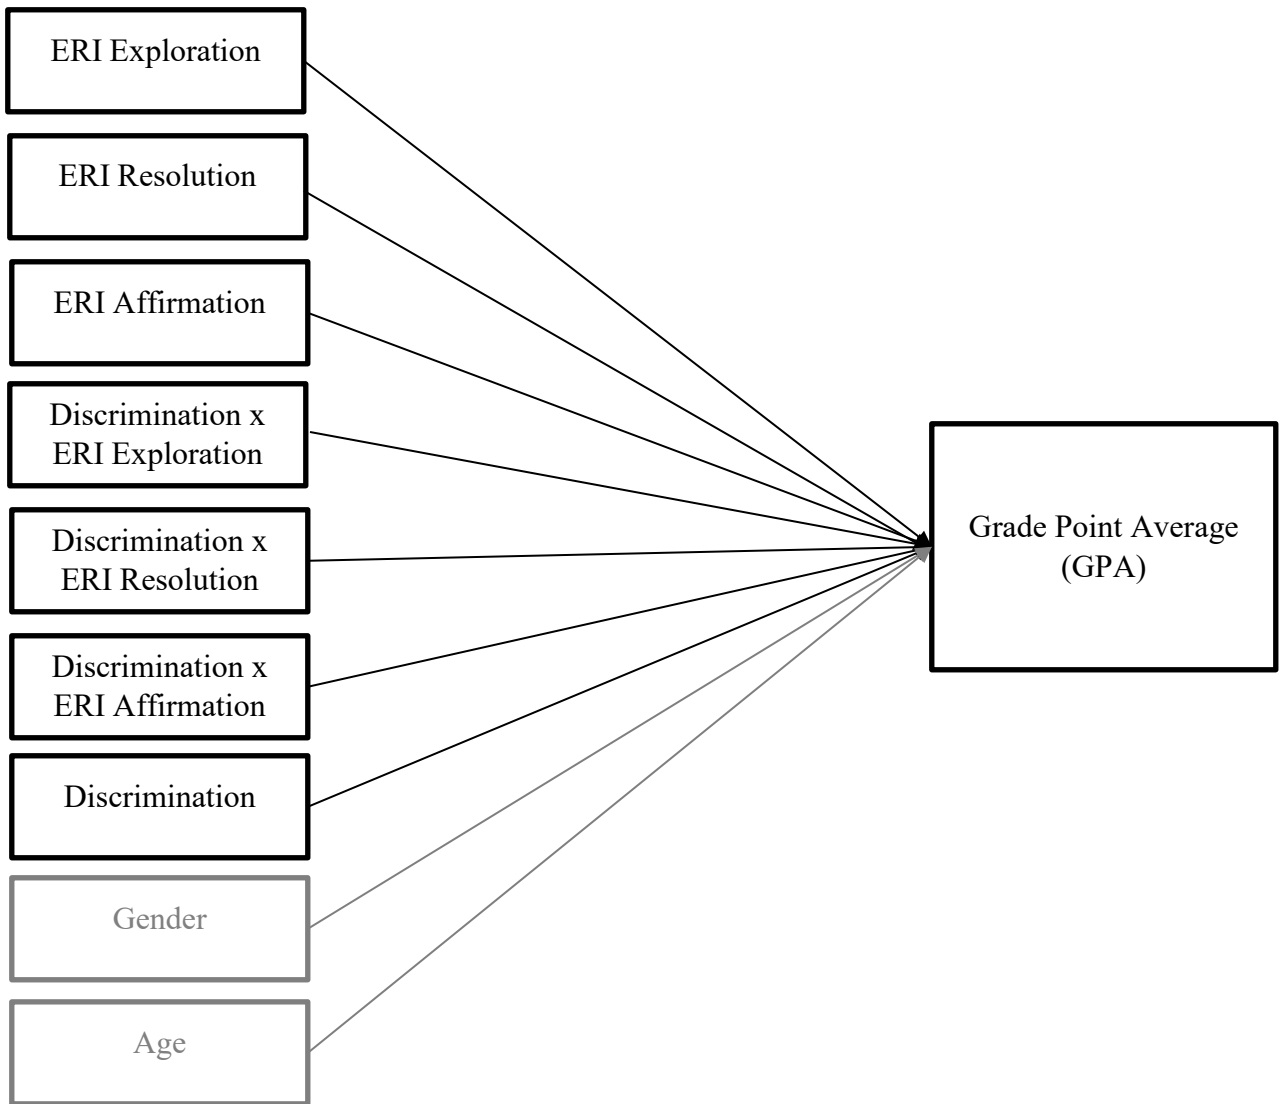 ERI Exploration
ERI Resolution
ERI Affirmation
Discrimination x
ERI Exploration
Discrimination x
ERI Resolution
Discrimination x
ERI Affirmation
Discrimination
Gender
Age
Grade Point Average
(GPA)